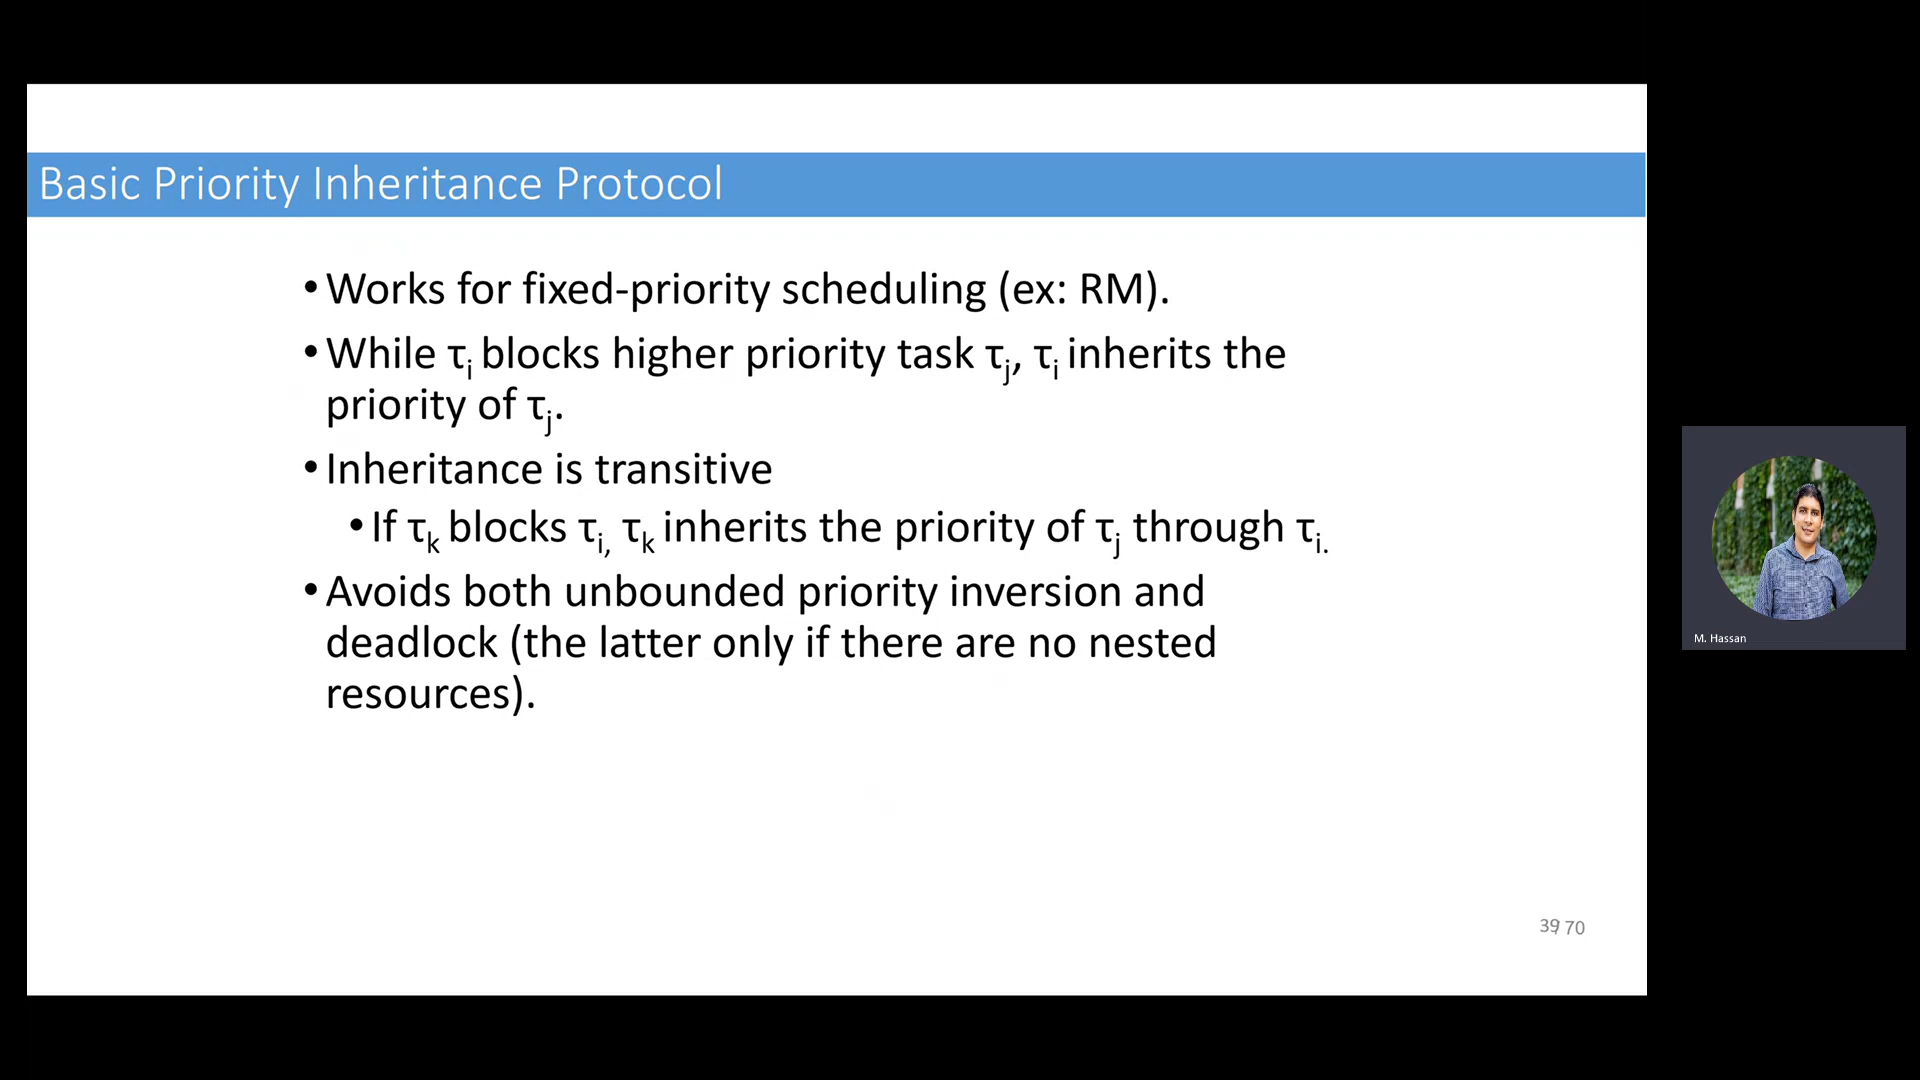 Basic Priority Inheritance Protocol
•Works for fixed-priority scheduling (ex: RM).
•While τi blocks higher priority task τj, τi inherits the
priority of τj.
•Inheritance is transitive
•If τk blocks τi, τk inherits the priority of τj through τi.
•Avoids both unbounded priority inversion and
deadlock (the latter only if there are no nested
resources).
M. Hassan
39/ 70